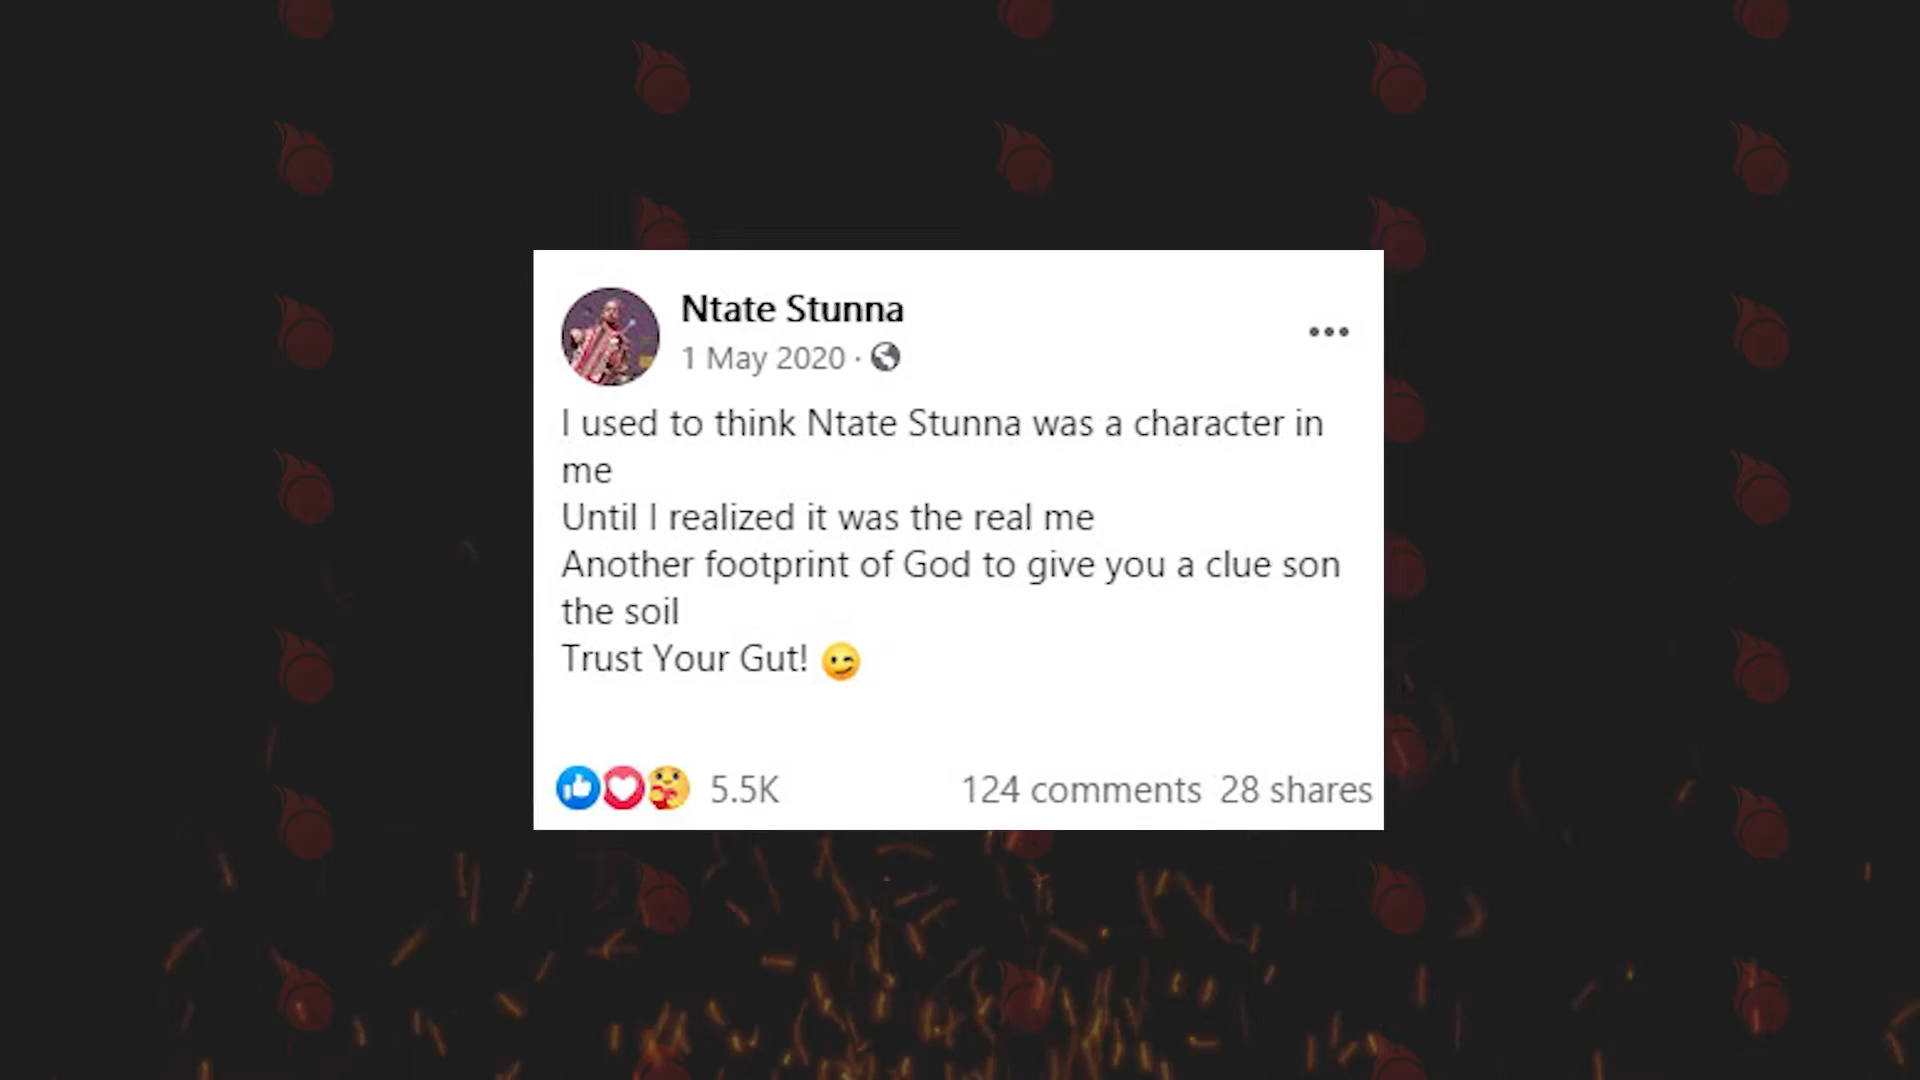 Ntate Stunna
1 May 2020 ·
I used to think Ntate Stunna was a character in
me
Until I realized it was the real me
Another footprint of God to give you a clue son
the soil
Trust Your Gut! 😉
5.5K 124 comments 28 shares